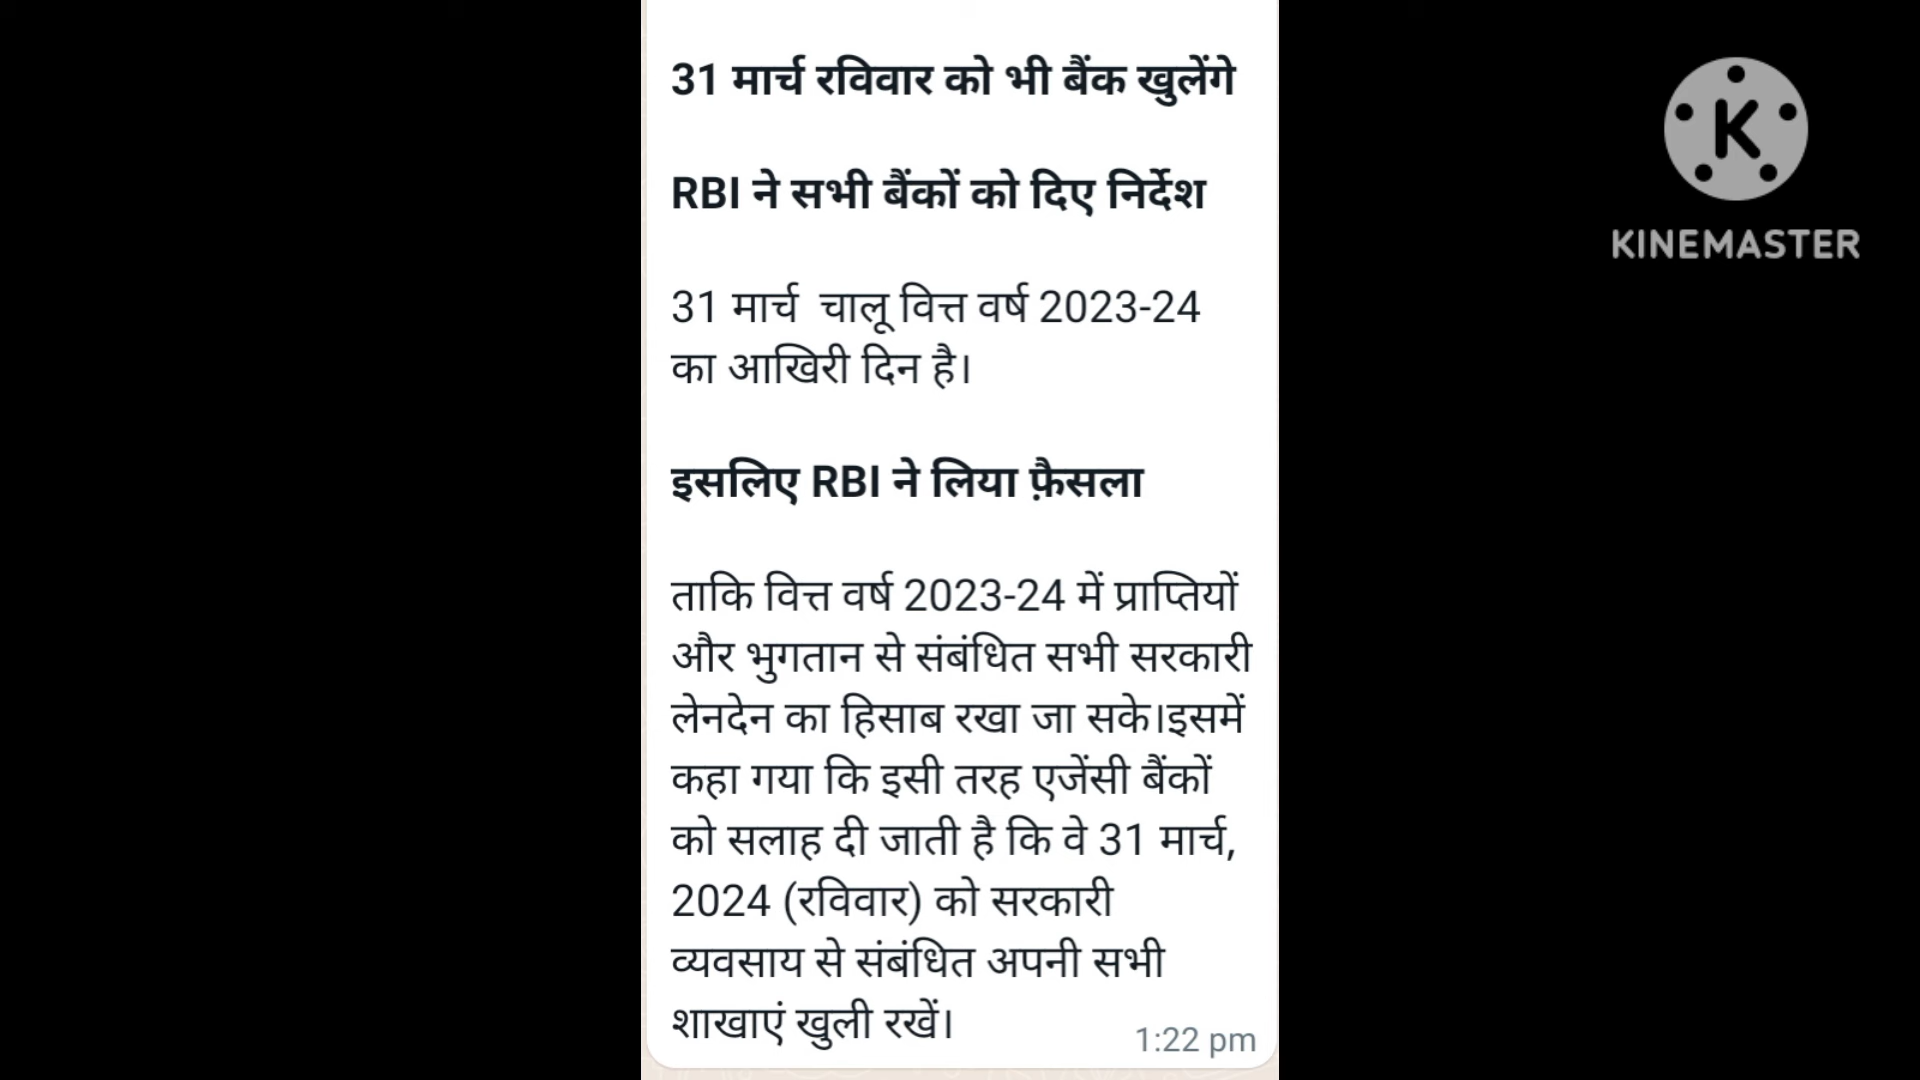 31 मार्च रविवार को भी बैंक खुलेंगे
RBI ने सभी बैंकों को दिए निर्देश
31 मार्च चालू वित्त वर्ष 2023-24
का आखिरी दिन है।
इसलिए RBI ने लिया फ़ैसला
ताकि वित्त वर्ष 2023-24 में प्राप्तियों
और भुगतान से संबंधित सभी सरकारी
लेनदेन का हिसाब रखा जा सके।इसमें
कहा गया कि इसी तरह एजेंसी बैंकों
को सलाह दी जाती है कि वे 31 मार्च,
2024 (रविवार) को सरकारी
व्यवसाय से संबंधित अपनी सभी
शाखाएं खुली रखें।
1:22 pm
K
KINEMASTER